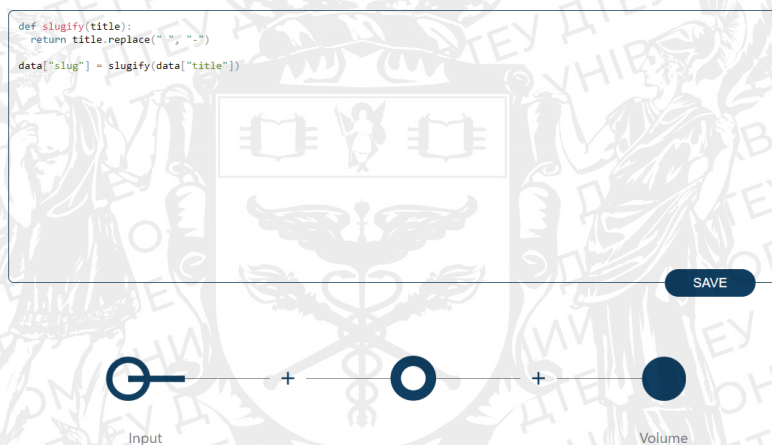 def slugify(title):
  return title.replace(" ", "-")
data["slug"] = slugify(data["title"])
SAVE
Input
Volume